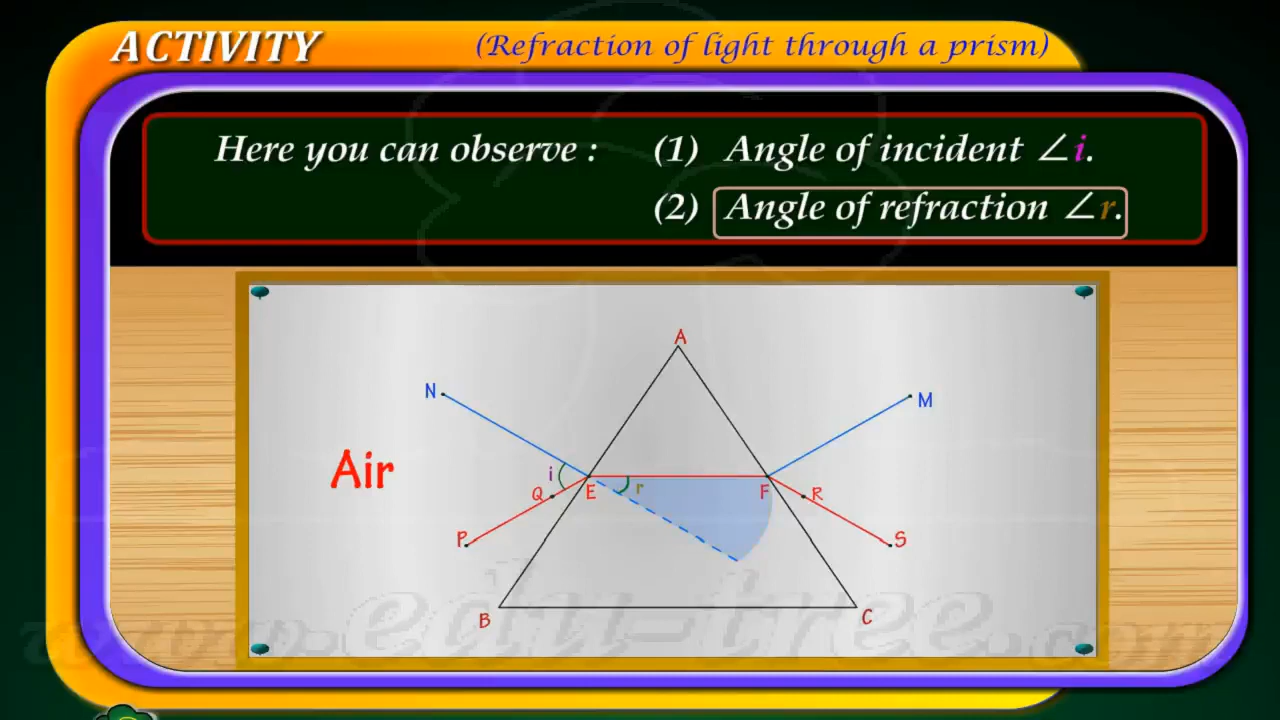 ACTIVITY
(Refraction of light through a prism)
Here you can observe : (1) Angle of incident ∠i.
(2) Angle of refraction ∠r.
A
N
M
Air
i
Q
E
r
F
R
P
S
B
C
www.edu-tree.com